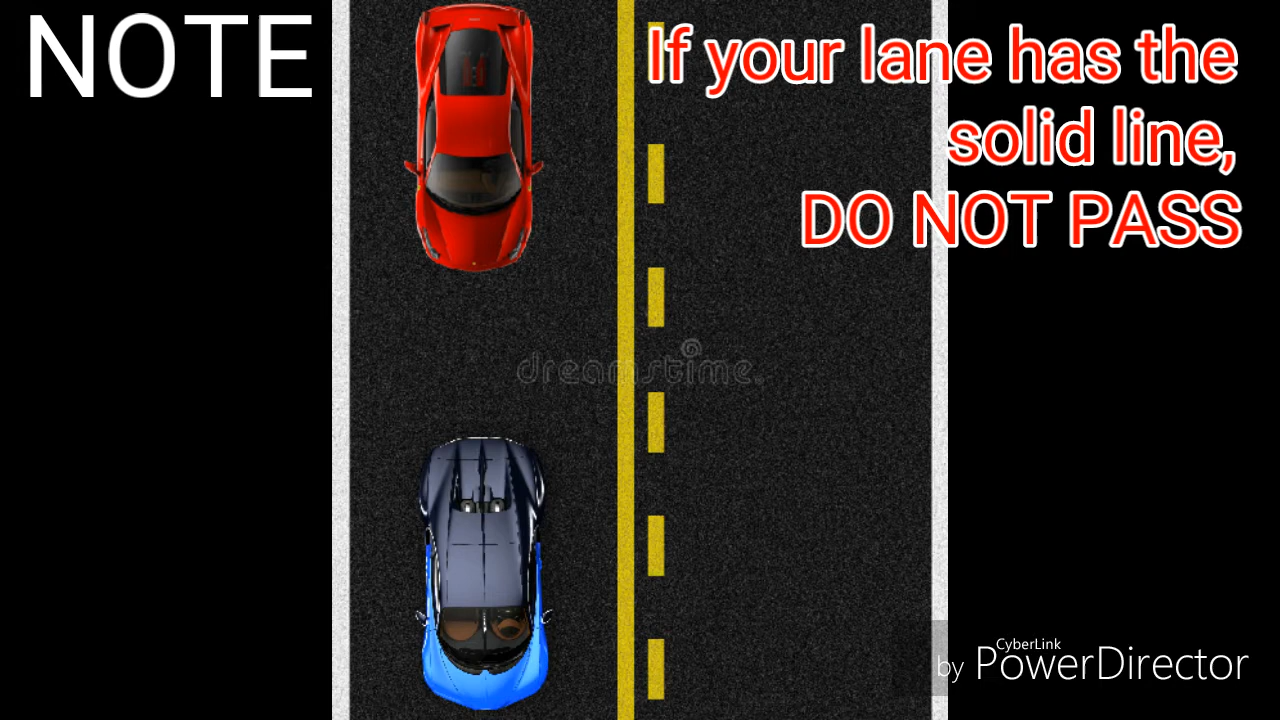 NOTE
If your lane has the
solid line,
DO NOT PASS
dreamstime.
CyberLink
by PowerDirector